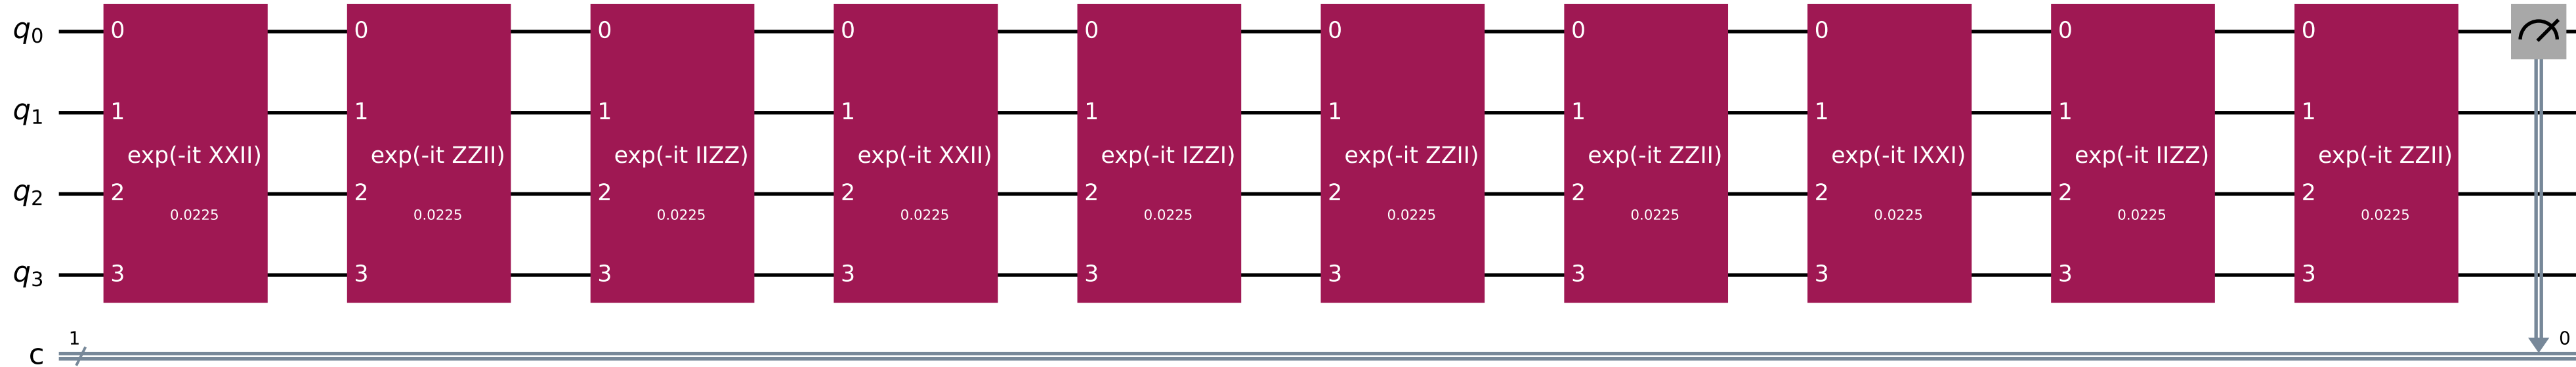 q0 0 0 0 0 0 0 0 0 0 0
q1 1 1 1 1 1 1 1 1 1 1
exp(-it XXII) exp(-it ZZII) exp(-it IIZZ) exp(-it XXII) exp(-it IZZI) exp(-it ZZII) exp(-it ZZII) exp(-it IXXI) exp(-it IIZZ) exp(-it ZZII)
q2 2 2 2 2 2 2 2 2 2 2
0.0225 0.0225 0.0225 0.0225 0.0225 0.0225 0.0225 0.0225 0.0225 0.0225
q3 3 3 3 3 3 3 3 3 3 3
1 0
c